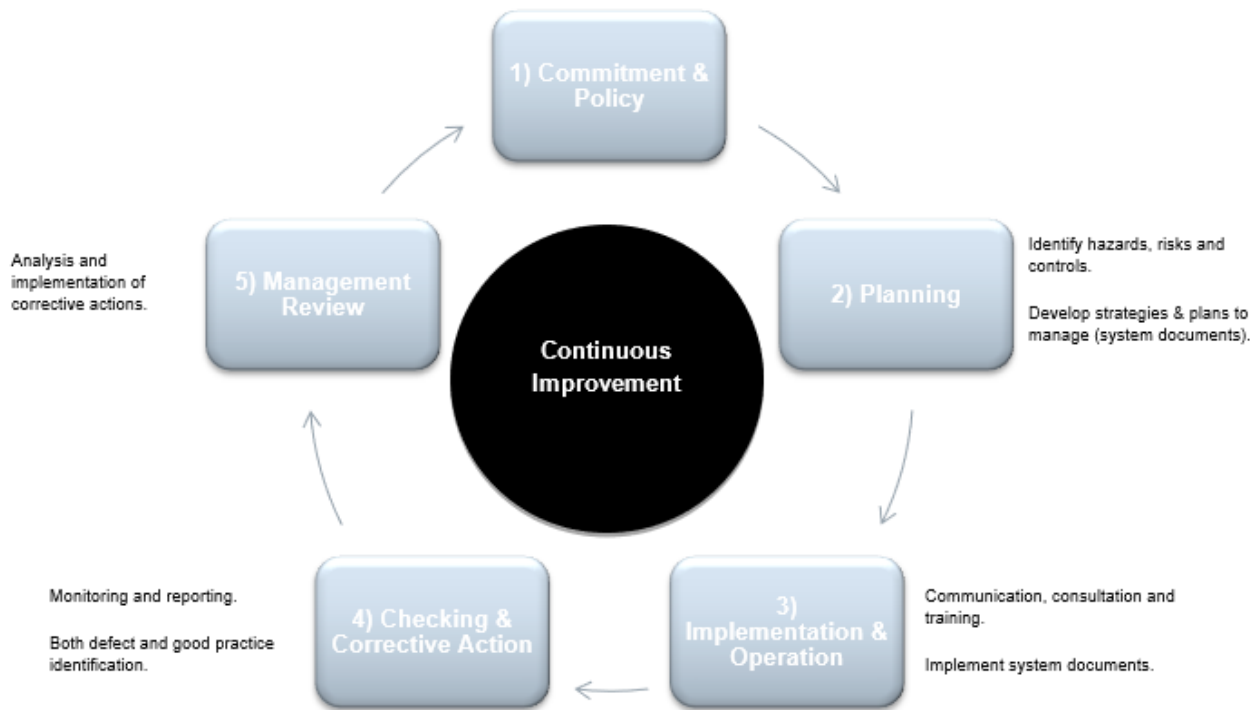 1) Commitment &
Policy
2) Planning
Identify hazards, risks and
controls.
Develop strategies & plans to
manage (system documents).
3)
Implementation &
Operation
Communication, consultation and
training.
Implement system documents.
4) Checking &
Corrective Action
Monitoring and reporting.
Both defect and good practice
identification.
5) Management
Review
Analysis and
implementation of
corrective actions.
Continuous
Improvement